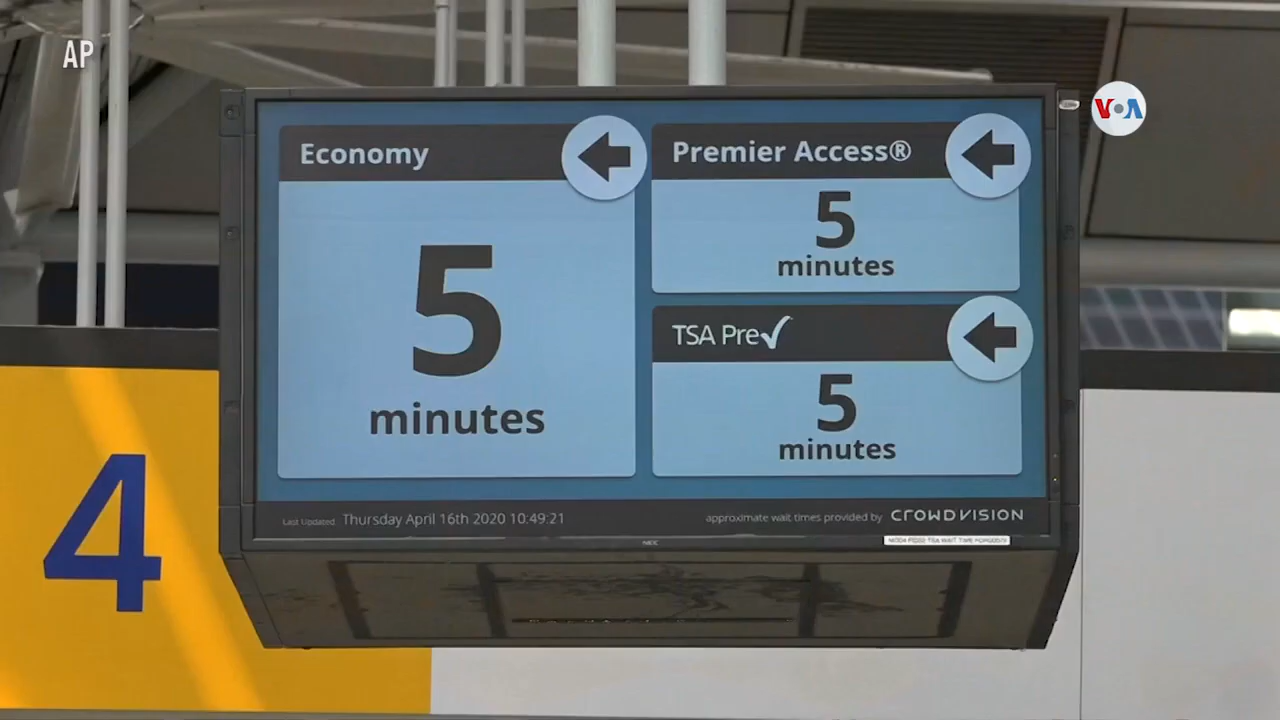 AP
VOA
Economy
5
minutes
Premier Access®
5
minutes
TSA Pre✓
5
minutes
Last Updated Thursday April 16th 2020 10:49:21
approximate wait times provided by CROWDVISION
NEC
4